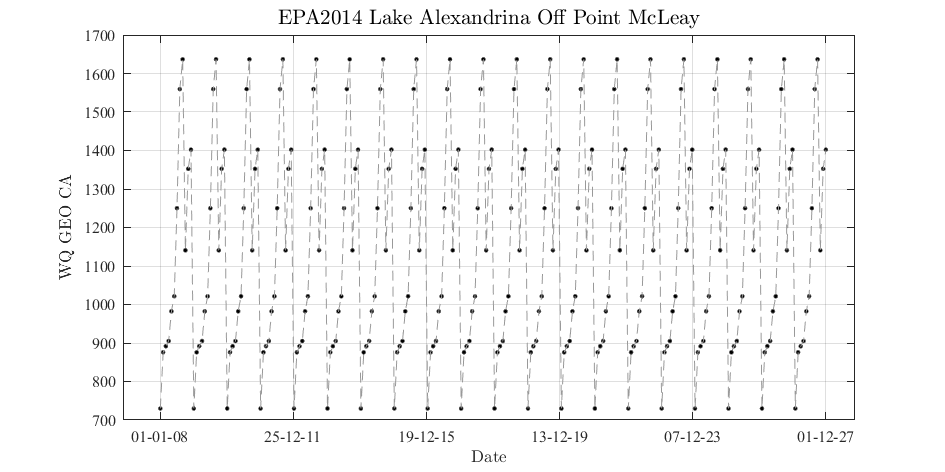 EPA2014 Lake Alexandrina Off Point McLeay
1700
1600
1500
1400
1300
1200
1100
1000
900
800
700
WQ GEO CA
01-01-08 25-12-11 19-12-15 13-12-19 07-12-23 01-12-27
Date